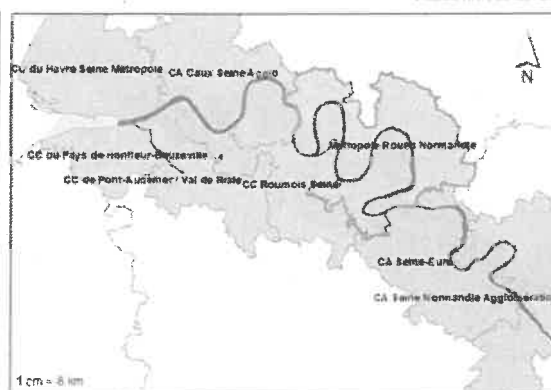 CU du Havre Seine Métropole
CA Caux Seine Agglo
N
Métropole Rouen Normandie
CC du Pays de Honfleur-Beuzeville
CC de Pont-Audemer / Val de Risle
CC Roumois Seine
CA Seine-Eure
CA Seine Normandie Agglomération
1 cm = 8 km